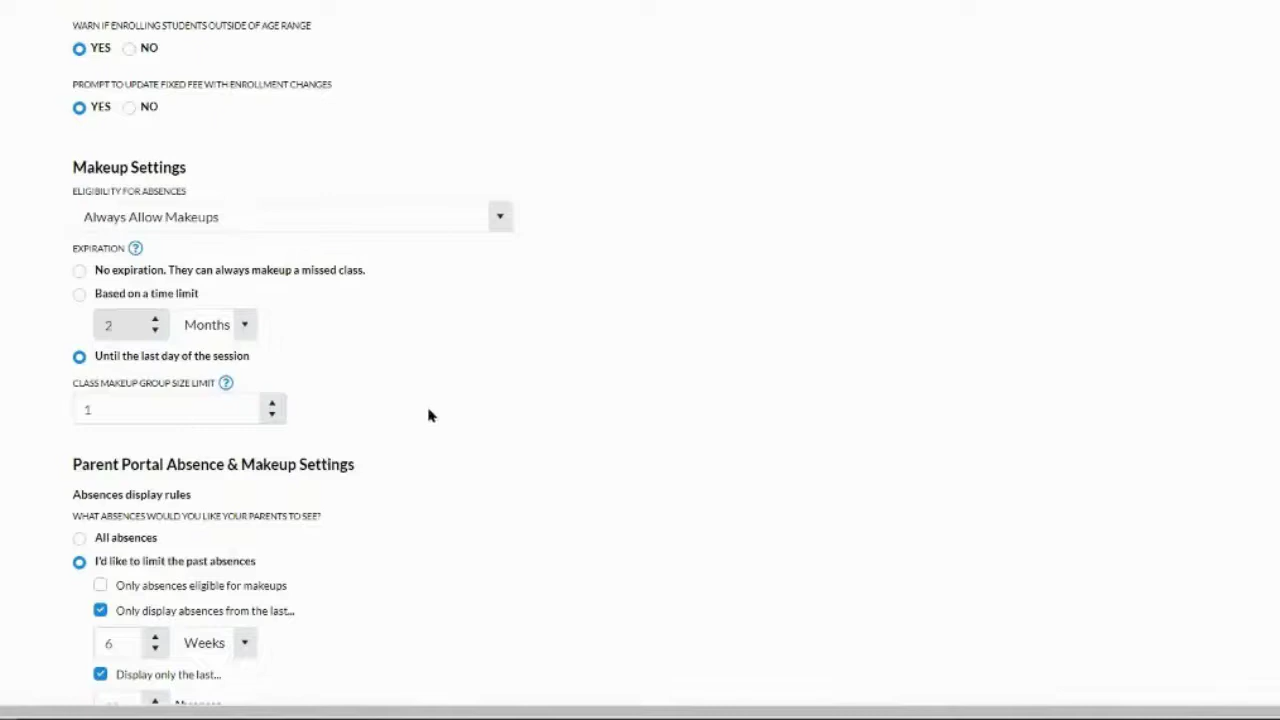 WARN IF ENROLLING STUDENTS OUTSIDE OF AGE RANGE
YES NO
PROMPT TO UPDATE FIXED FEE WITH ENROLLMENT CHANGES
YES NO
Makeup Settings
ELIGIBILITY FOR ABSENCES
Always Allow Makeups
EXPIRATION ?
No expiration. They can always makeup a missed class.
Based on a time limit
2 Months
Until the last day of the session
CLASS MAKEUP GROUP SIZE LIMIT ?
1
Parent Portal Absence & Makeup Settings
Absences display rules
WHAT ABSENCES WOULD YOU LIKE YOUR PARENTS TO SEE?
All absences
I'd like to limit the past absences
Only absences eligible for makeups
Only display absences from the last...
6 Weeks
Display only the last...